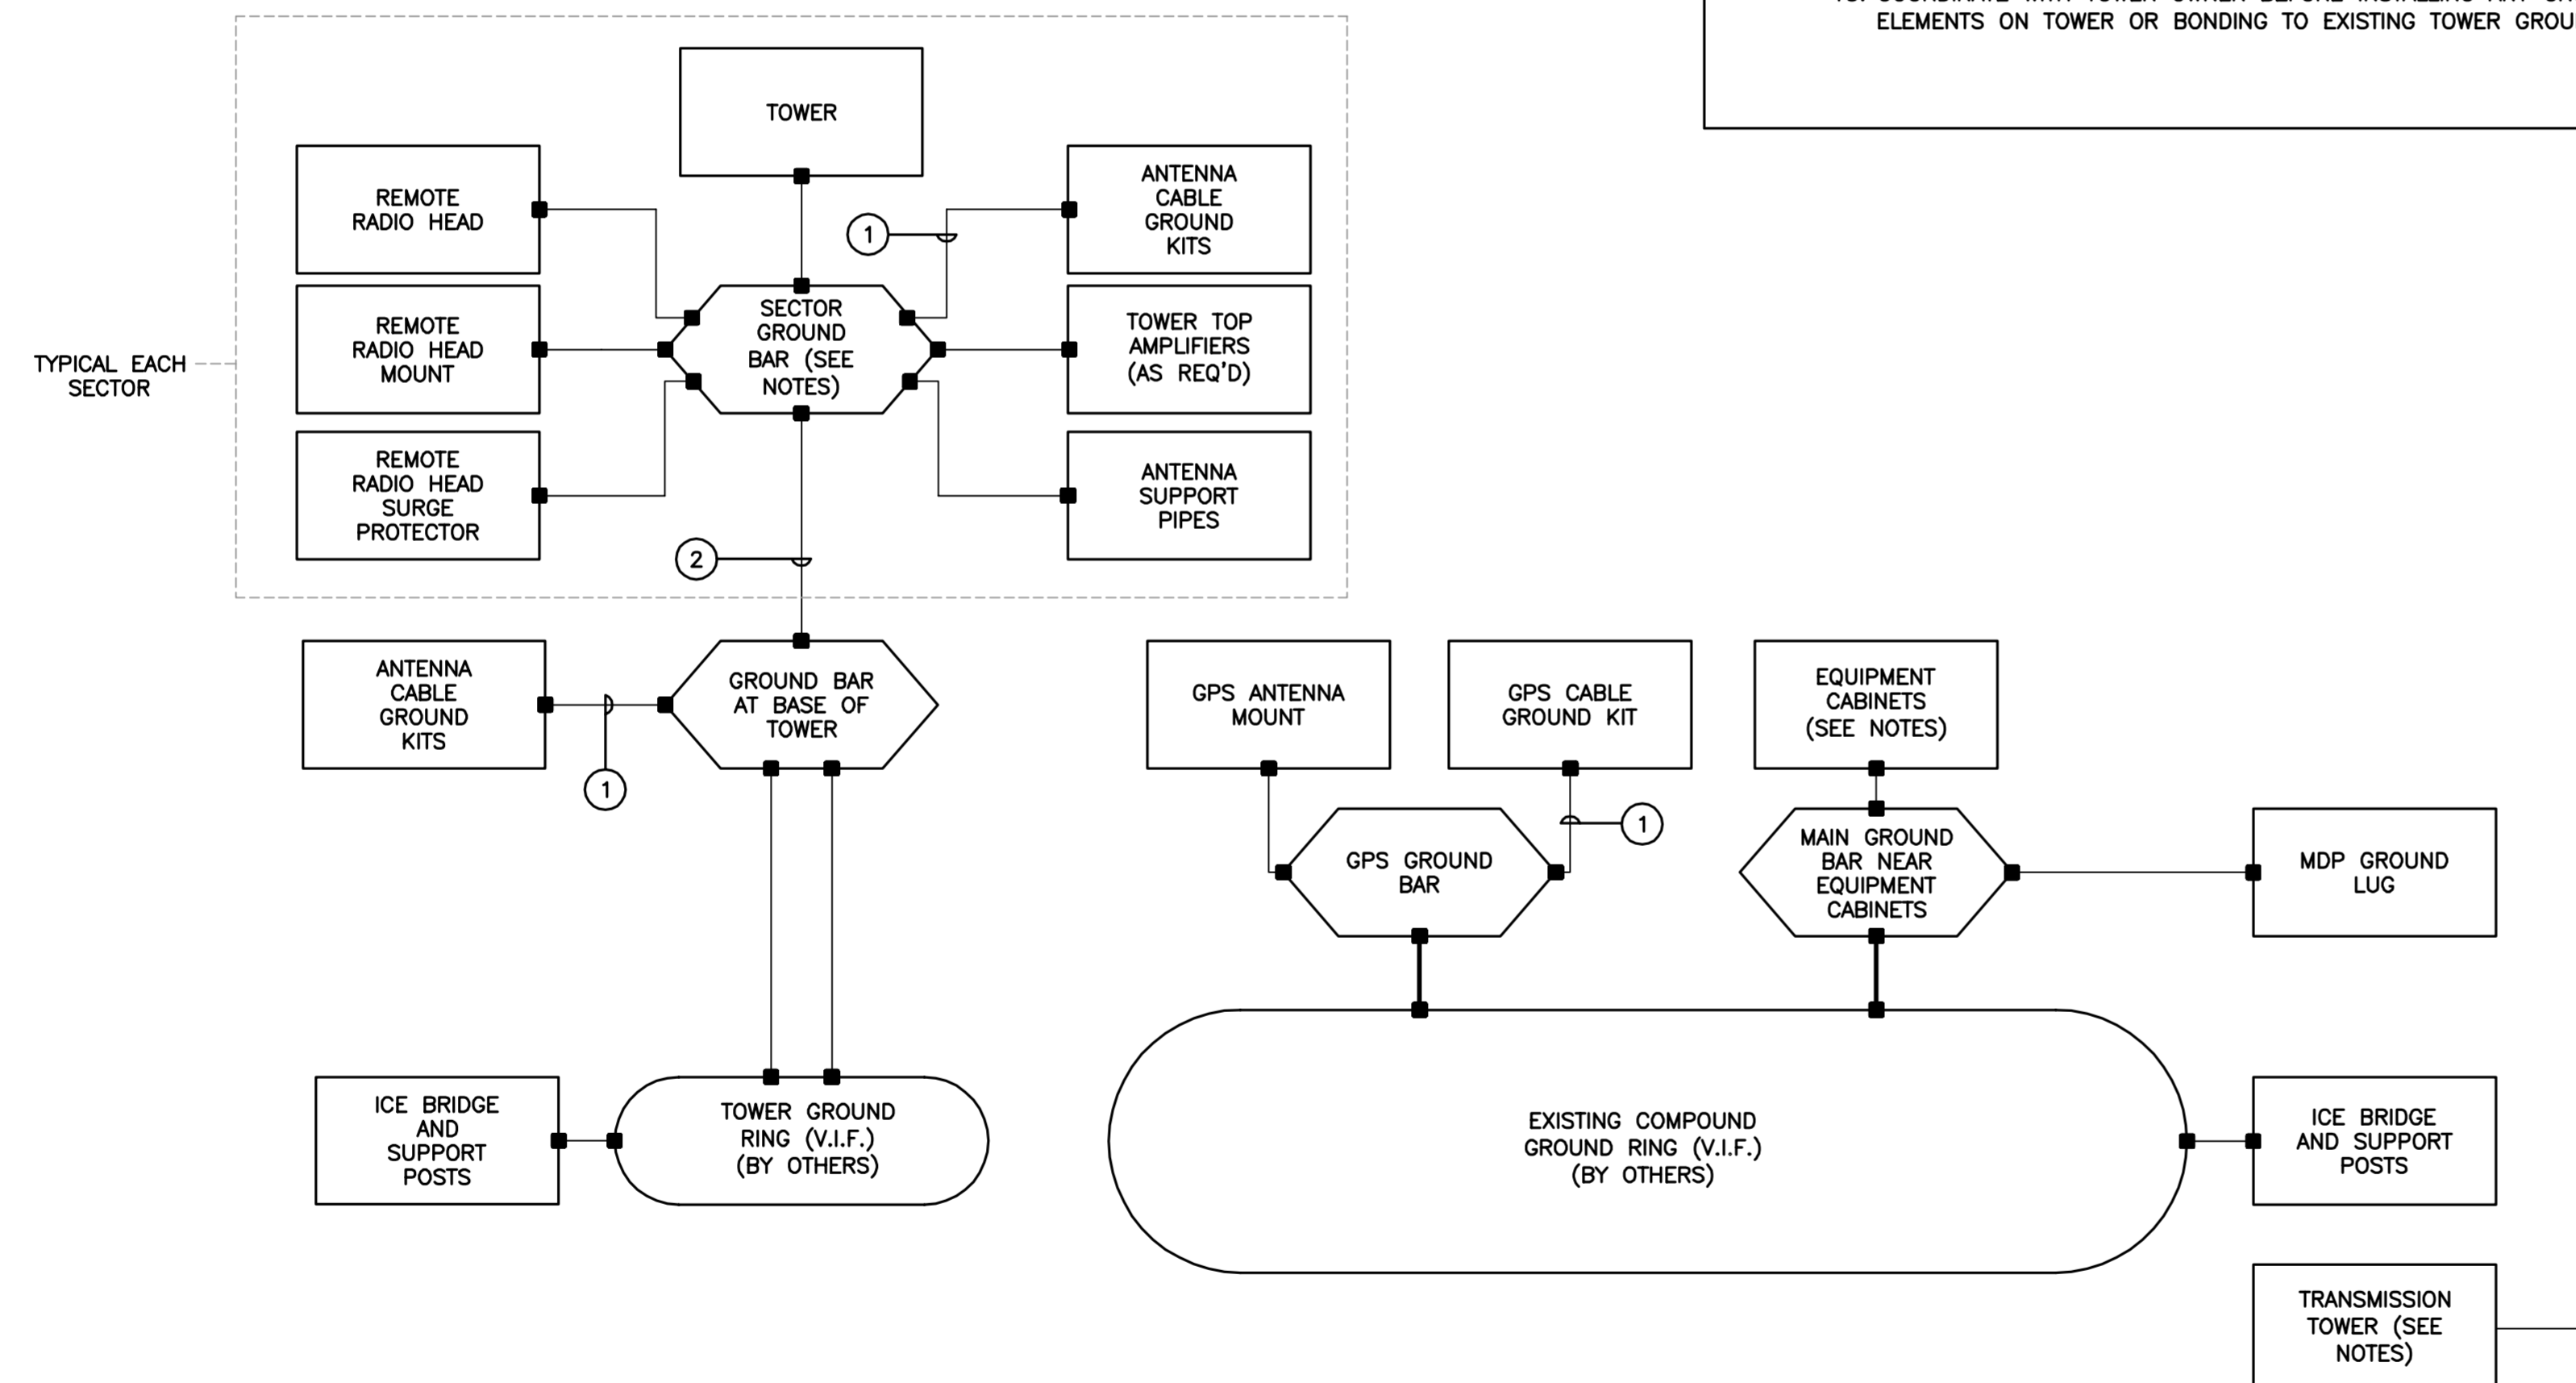 ELEMENTS ON TOWER OR BONDING TO EXISTING TOWER
TOWER
REMOTE
RADIO HEAD
ANTENNA
CABLE
GROUND
KITS
1
REMOTE
RADIO HEAD
MOUNT
SECTOR
GROUND
BAR (SEE
NOTES)
TOWER TOP
AMPLIFIERS
(AS REQ'D)
TYPICAL EACH
SECTOR
REMOTE
RADIO HEAD
SURGE
PROTECTOR
ANTENNA
SUPPORT
PIPES
2
ANTENNA
CABLE
GROUND
KITS
1
GROUND BAR
AT BASE OF
TOWER
GPS ANTENNA
MOUNT
GPS CABLE
GROUND KIT
EQUIPMENT
CABINETS
(SEE NOTES)
1
GPS GROUND
BAR
MAIN GROUND
BAR NEAR
EQUIPMENT
CABINETS
MDP GROUND
LUG
ICE BRIDGE
AND
SUPPORT
POSTS
TOWER GROUND
RING (V.I.F.)
(BY OTHERS)
EXISTING COMPOUND
GROUND RING (V.I.F.)
(BY OTHERS)
ICE BRIDGE
AND SUPPORT
POSTS
TRANSMISSION
TOWER (SEE
NOTES)